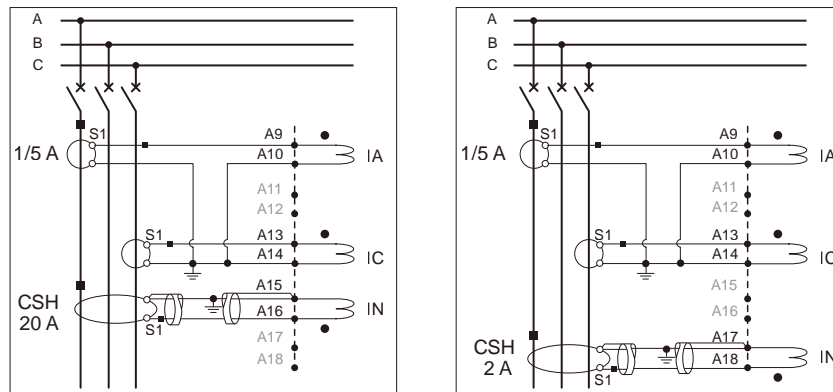 A
B
C
S1
A9
1/5 A
A10
IA
A11
A12
S1
A13
A14
IC
A15
CSH
20 A
A16
IN
S1
A17
A18
A
B
C
S1
A9
1/5 A
A10
IA
A11
A12
S1
A13
A14
IC
A15
A16
A17
CSH
2 A
A18
IN
S1